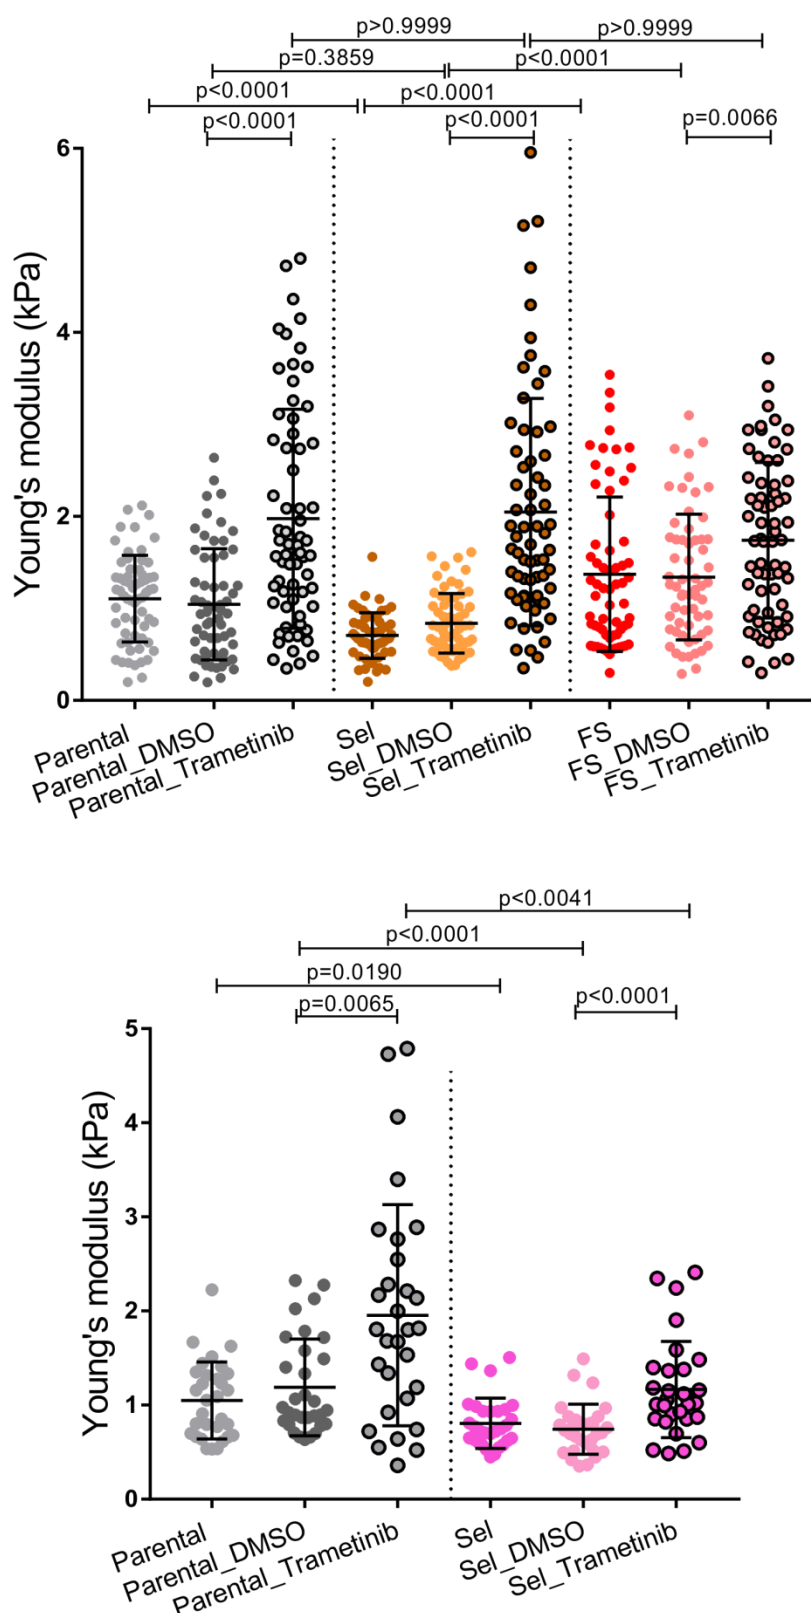 p>0.9999
p>0.9999
p=0.3859
p<0.0001
p<0.0001
p<0.0001
p<0.0001
p<0.0001
p=0.0066
Young's modulus (kPa)
6
4
2
0
Parental
Parental_DMSO
Parental_Trametinib
Sel
Sel_DMSO
Sel_Trametinib
FS
FS_DMSO
FS_Trametinib
p<0.0041
p<0.0001
p=0.0190
p=0.0065
p<0.0001
Young's modulus (kPa)
5
4
3
2
1
0
Parental
Parental_DMSO
Parental_Trametinib
Sel
Sel_DMSO
Sel_Trametinib